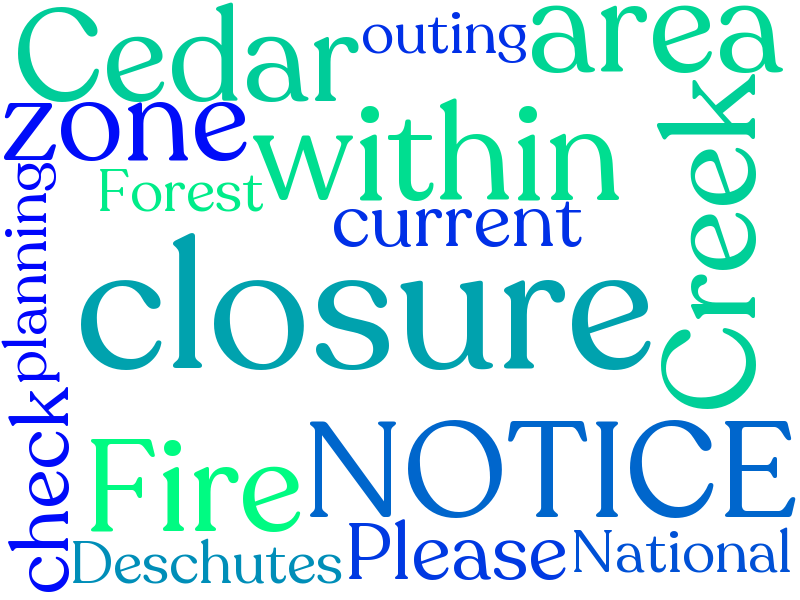 Cedar
outing
area
zone
within
Creek
Forest
planning
current
closure
check
Fire
NOTICE
Deschutes
Please
National